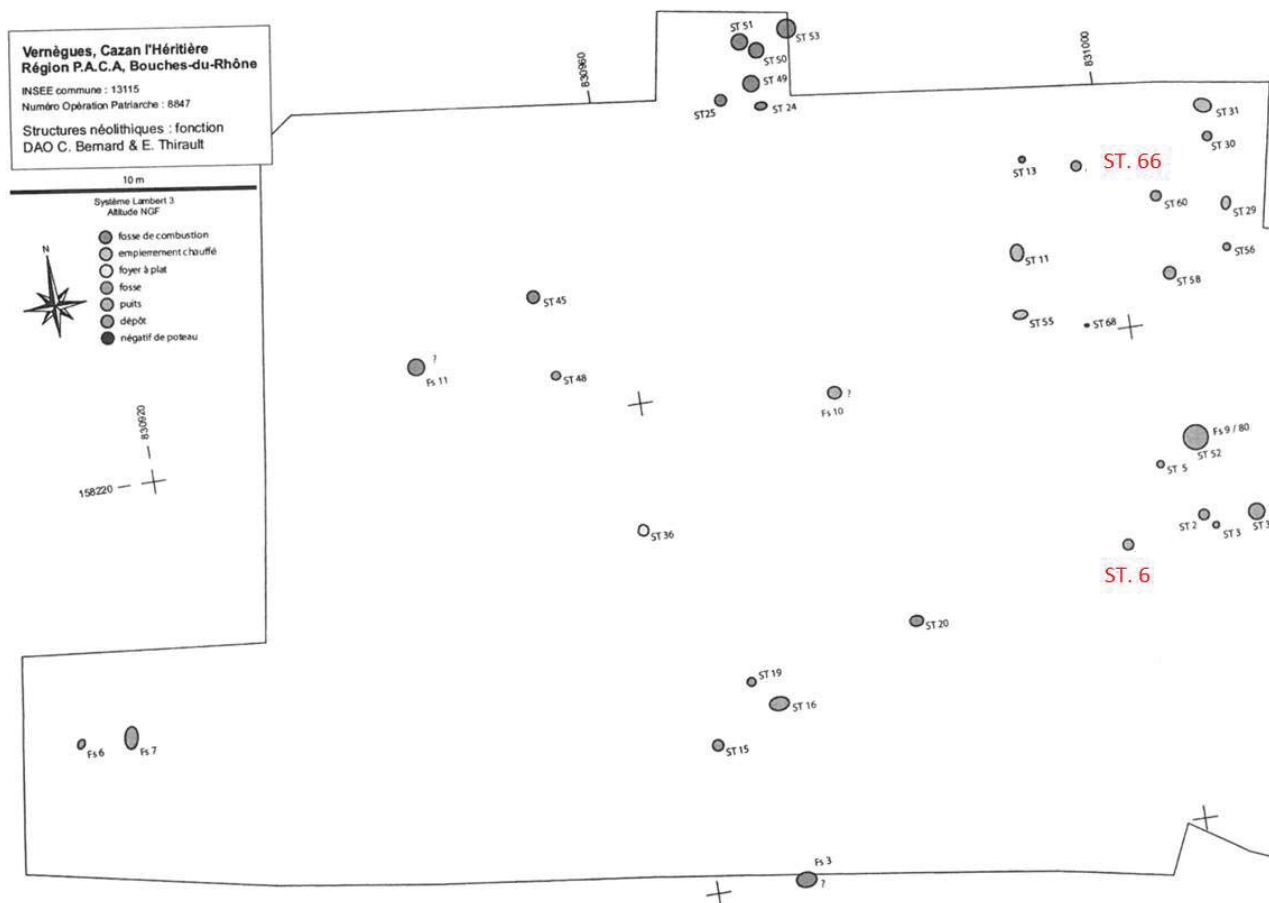 Vernègues, Cazan l'Héritière
Région P.A.C.A, Bouches-du-Rhône
INSEE commune : 13115
Numéro Opération Patriarche : 8847
Structures néolithiques : fonction
DAO C. Bernard & E. Thirault
10 m
Système Lambert 3
Altitude NGF
N
fosse de combustion
empierrement chauffé
foyer à plat
fosse
puits
dépôt
négatif de poteau
830920
158220
830960
831000
ST 51
ST 53
ST 50
ST 49
ST25
ST 24
ST 31
ST 30
ST 13
ST. 66
ST 60
ST 29
ST 11
ST56
ST 58
ST 45
ST 55
ST 68
?
Fs 11
ST 48
Fs 10
?
Fs 9 / 80
ST 52
ST 5
ST 36
ST 2
ST 3
ST 3
ST. 6
ST 20
ST 19
ST 16
ST 15
Fs 6
Fs 7
Fs 3
?